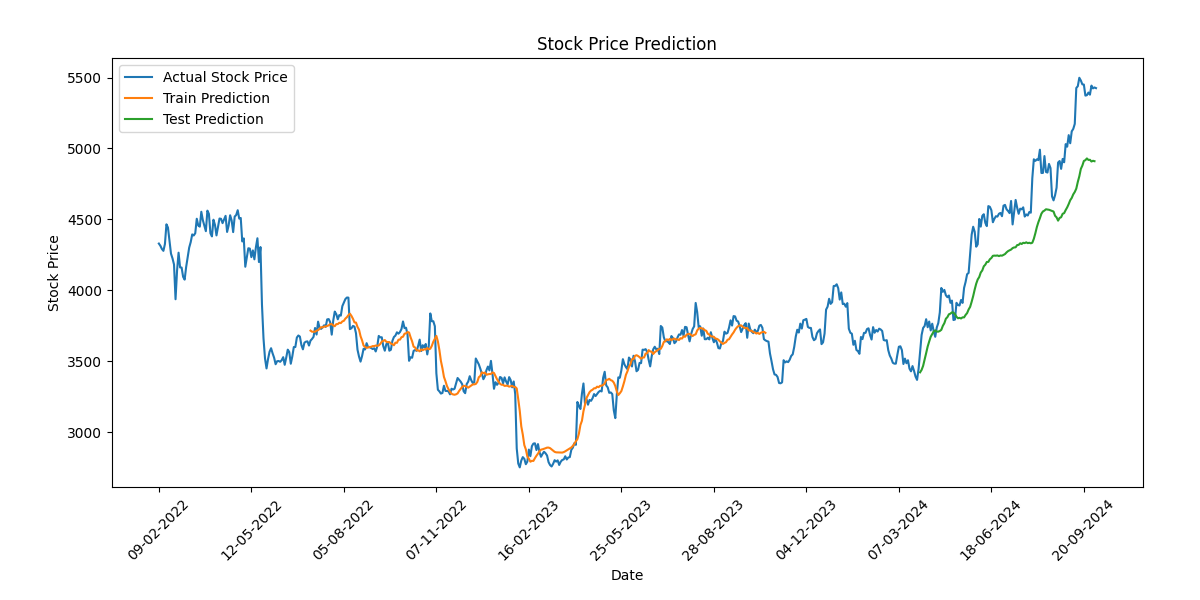 Stock Price Prediction
Actual Stock Price
Train Prediction
Test Prediction
Stock Price
5500
5000
4500
4000
3500
3000
09-02-2022
12-05-2022
05-08-2022
07-11-2022
16-02-2023
25-05-2023
28-08-2023
04-12-2023
07-03-2024
18-06-2024
20-09-2024
Date